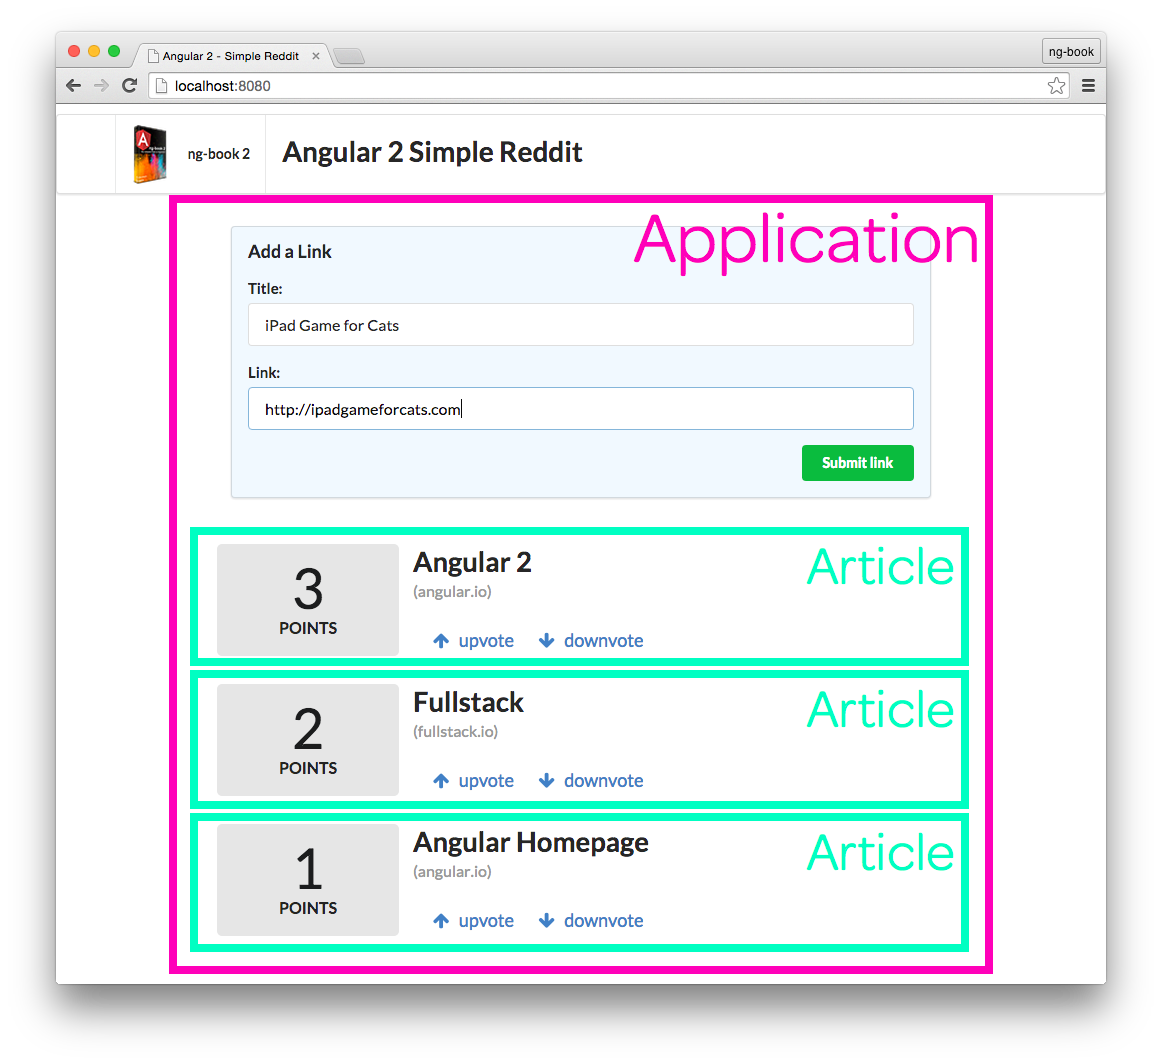 Angular 2 - Simple Reddit
ng-book
localhost:8080
ng-book 2
Angular 2 Simple Reddit
Application
Add a Link
Title:
iPad Game for Cats
Link:
http://ipadgameforcats.com
Submit link
3
POINTS
Angular 2
(angular.io)
upvote downvote
Article
2
POINTS
Fullstack
(fullstack.io)
upvote downvote
Article
1
POINTS
Angular Homepage
(angular.io)
upvote downvote
Article